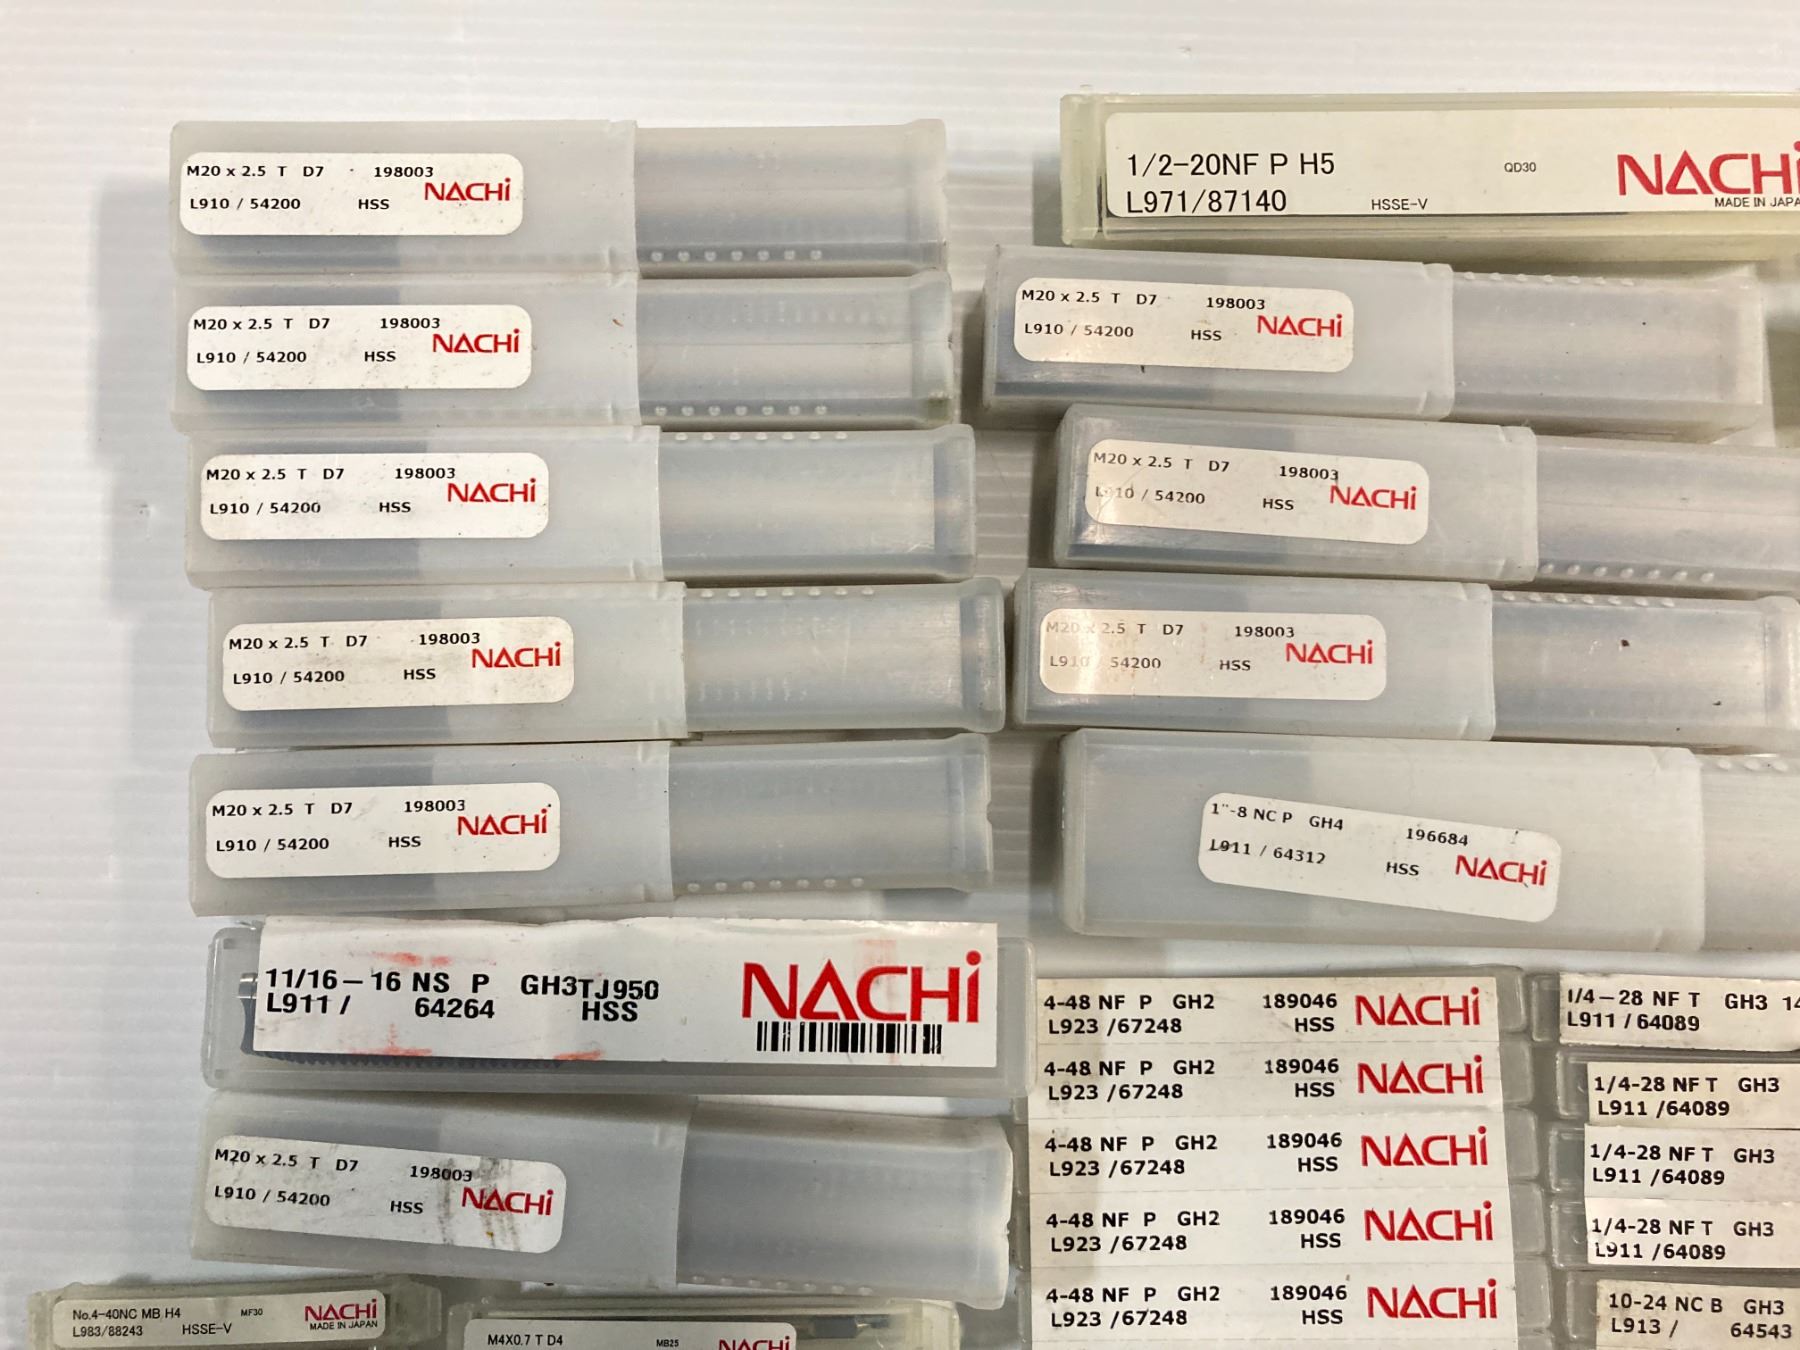 M20 x 2.5 T D7 198003
L910 / 54200 HSS NACHi
M20 x 2.5 T D7 198003
L910 / 54200 HSS NACHi
M20 x 2.5 T D7 198003
L910 / 54200 HSS NACHi
M20 x 2.5 T D7 198003
L910 / 54200 HSS NACHi
M20 x 2.5 T D7 198003
L910 / 54200 HSS NACHi
11/16-16 NS P GH3TJ950 NACHi
L911 / 64264 HSS
M20 x 2.5 T D7 198003
L910 / 54200 HSS NACHi
No.4-40NC MB H4 MF30 NACHi
L983/88243 HSSE-V MADE IN JAPAN
M4X0.7 T D4 MB25 NACHi
1/2-20NF P H5 QD30 NACHi
L971/87140 HSSE-V MADE IN JAPA
M20 x 2.5 T D7 198003
L910 / 54200 HSS NACHi
M20 x 2.5 T D7 198003
L910 / 54200 HSS NACHi
M20 x 2.5 T D7 198003
L910 / 54200 HSS NACHi
1"-8 NC P GH4 196684
L911 / 64312 HSS NACHi
4-48 NF P GH2 189046 NACHi
L923 /67248 HSS
4-48 NF P GH2 189046 NACHi
L923 /67248 HSS
4-48 NF P GH2 189046 NACHi
L923 /67248 HSS
4-48 NF P GH2 189046 NACHi
L923 /67248 HSS
4-48 NF P GH2 189046 NACHi
L923 /67248 HSS
1/4-28 NF T GH3 14
L911 /64089
1/4-28 NF T GH3
L911 /64089
1/4-28 NF T GH3
L911 /64089
1/4-28 NF T GH3
L911 /64089
10-24 NC B GH3
L913 / 64543